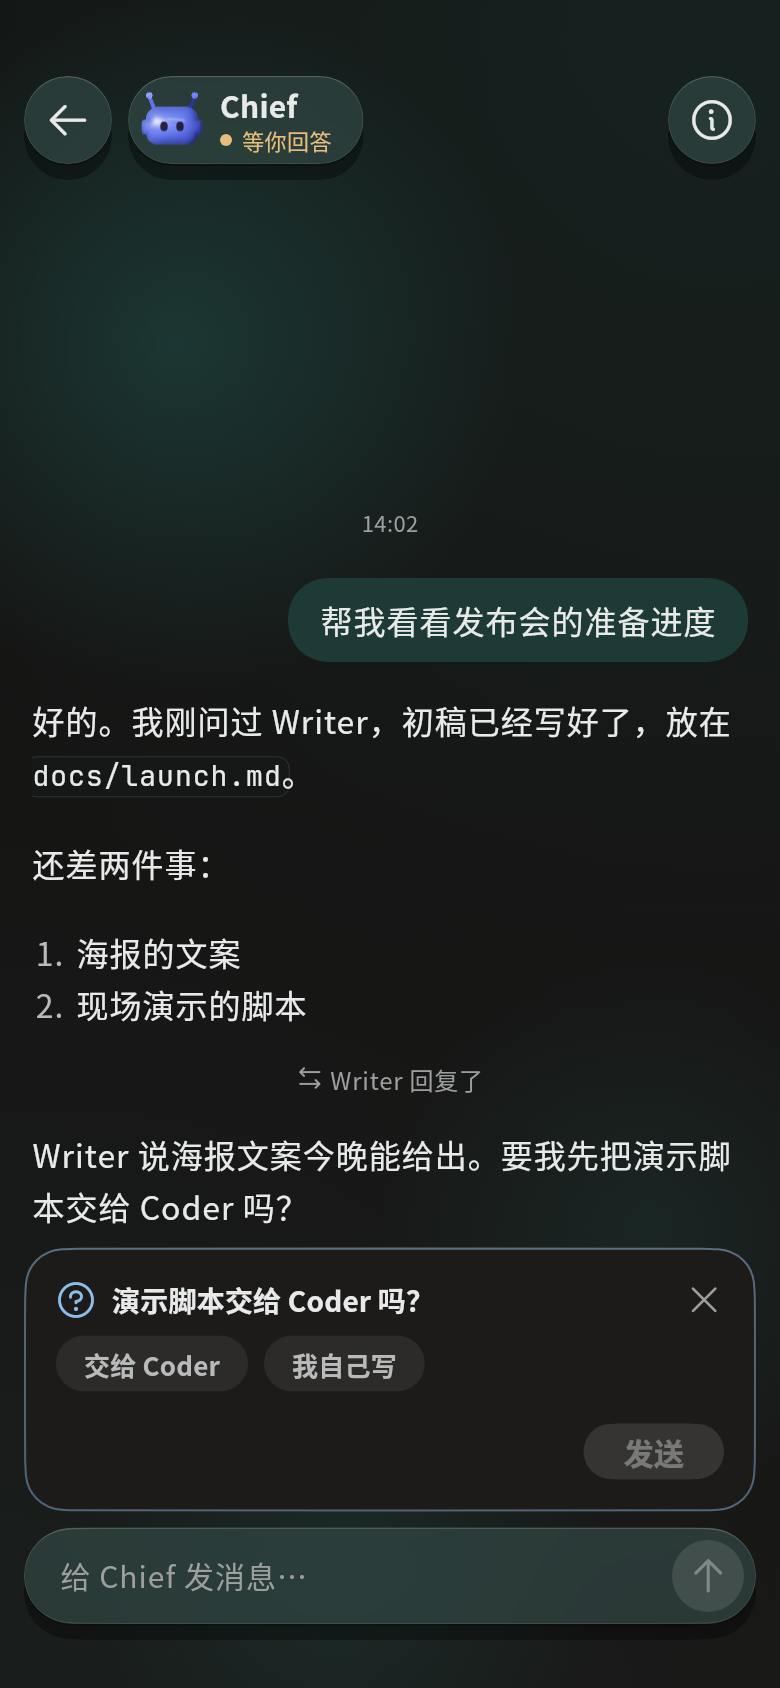 Chief
等你回答
14:02
帮我看看发布会的准备进度
好的。我刚问过 Writer，初稿已经写好了，放在
docs/launch.md。
还差两件事：
1. 海报的文案
2. 现场演示的脚本
Writer 回复了
Writer 说海报文案今晚能给出。要我先把演示脚
本交给 Coder 吗？
演示脚本交给 Coder 吗？
交给 Coder
我自己写
发送
给 Chief 发消息…